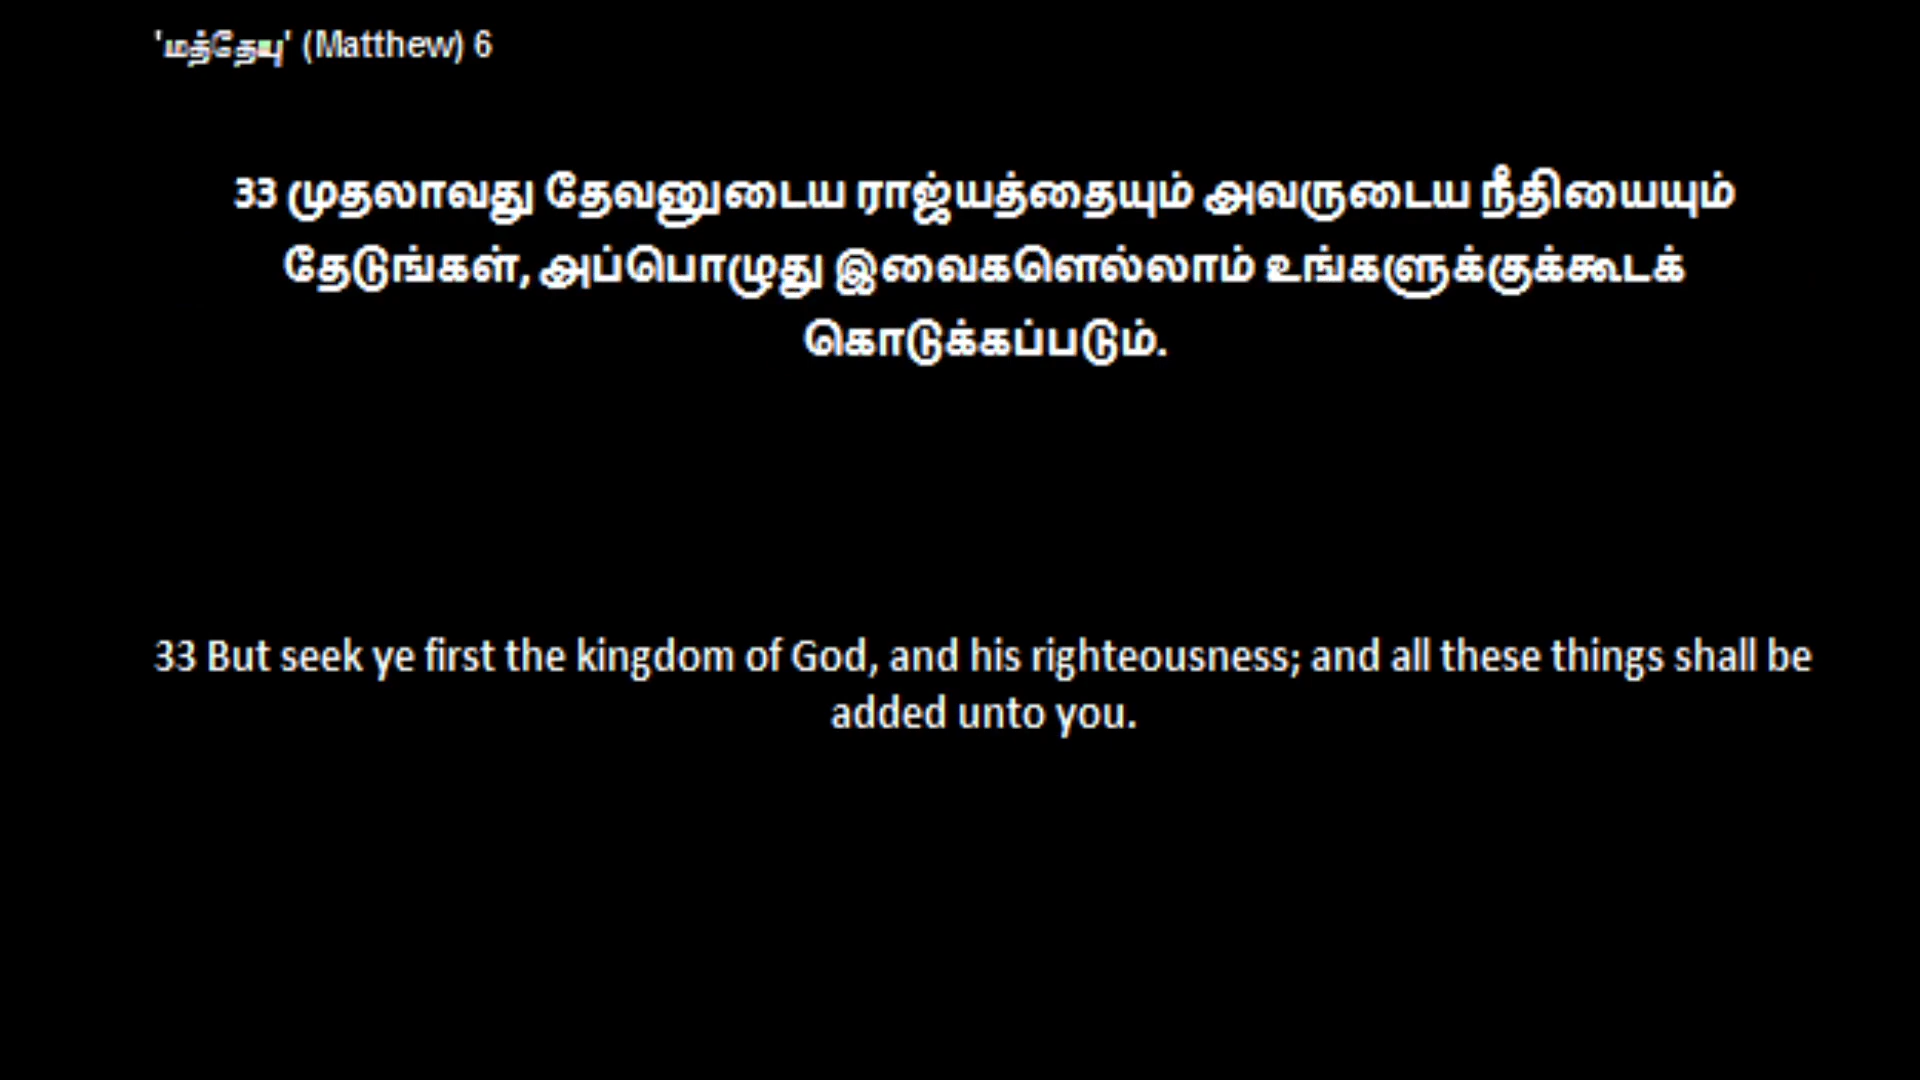 'மத்தேயு' (Matthew) 6
33 முதலாவது தேவனுடைய ராஜ்யத்தையும் அவருடைய நீதியையும்
தேடுங்கள், அப்பொழுது இவைகளெல்லாம் உங்களுக்குக்கூடக்
கொடுக்கப்படும்.
33 But seek ye first the kingdom of God, and his righteousness; and all these things shall be
added unto you.